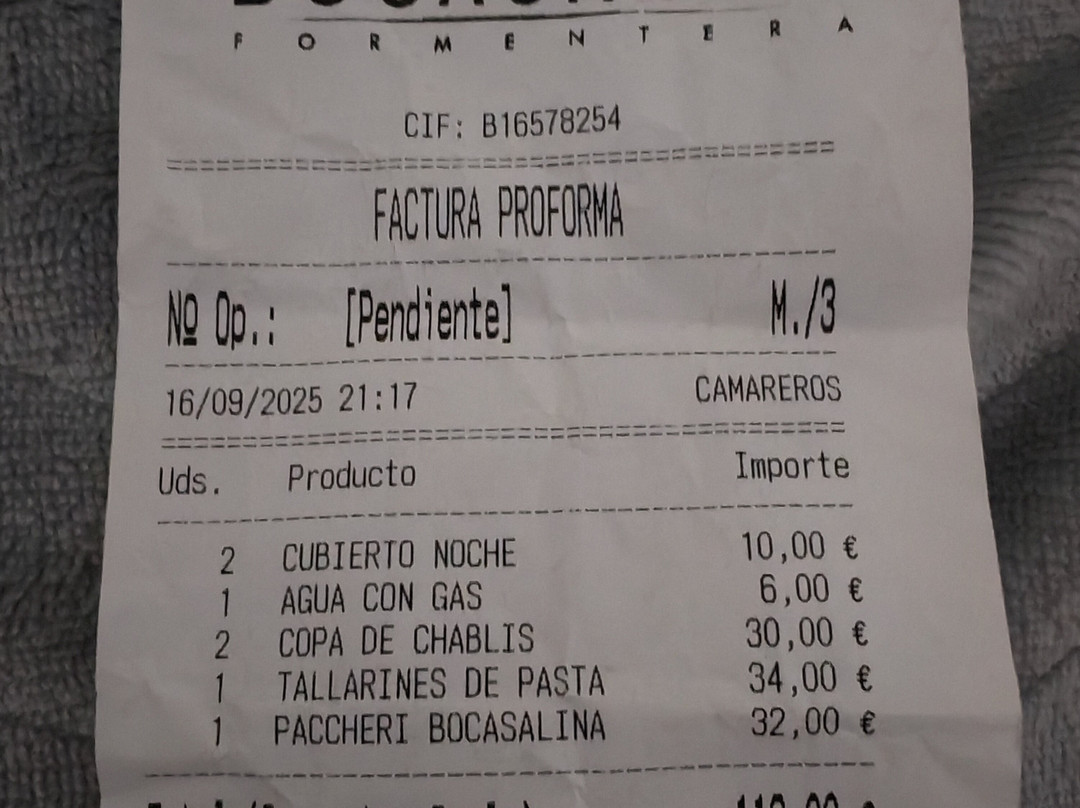 F O R M E N T E R A
CIF: B16578254
FACTURA PROFORMA
Nº Op.: [Pendiente] M./3
16/09/2025 21:17 CAMAREROS
Uds. Producto Importe
2 CUBIERTO NOCHE 10,00 €
1 AGUA CON GAS 6,00 €
2 COPA DE CHABLIS 30,00 €
1 TALLARINES DE PASTA 34,00 €
1 PACCHERI BOCASALINA 32,00 €